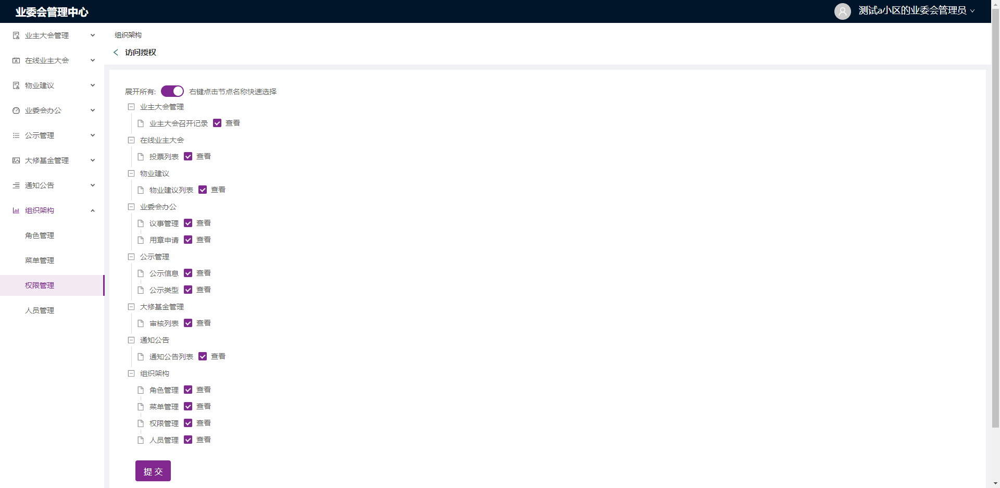 业委会管理中心
测试a小区的业委会管理员
业主大会管理
在线业主大会
物业建议
业委会办公
公示管理
大修基金管理
通知公告
组织架构
角色管理
菜单管理
权限管理
人员管理
组织架构
访问授权
展开所有: 右键点击节点名称快速选择
业主大会管理
业主大会召开记录 查看
在线业主大会
投票列表 查看
物业建议
物业建议列表 查看
业委会办公
议事管理 查看
用章申请 查看
公示管理
公示信息 查看
公示类型 查看
大修基金管理
审核列表 查看
通知公告
通知公告列表 查看
组织架构
角色管理 查看
菜单管理 查看
权限管理 查看
人员管理 查看
提交